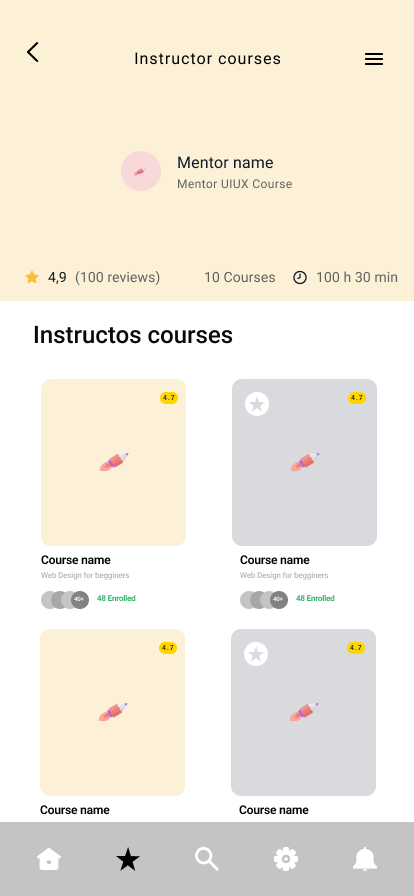 Instructor courses
Mentor name
Mentor UIUX Course
4,9 (100 reviews) 10 Courses 100 h 30 min
Instructos courses
4.7 4.7
Course name Course name
Web Design for begginers Web Design for begginers
40+ 48 Enrolled 40+ 48 Enrolled
4.7 4.7
Course name Course name